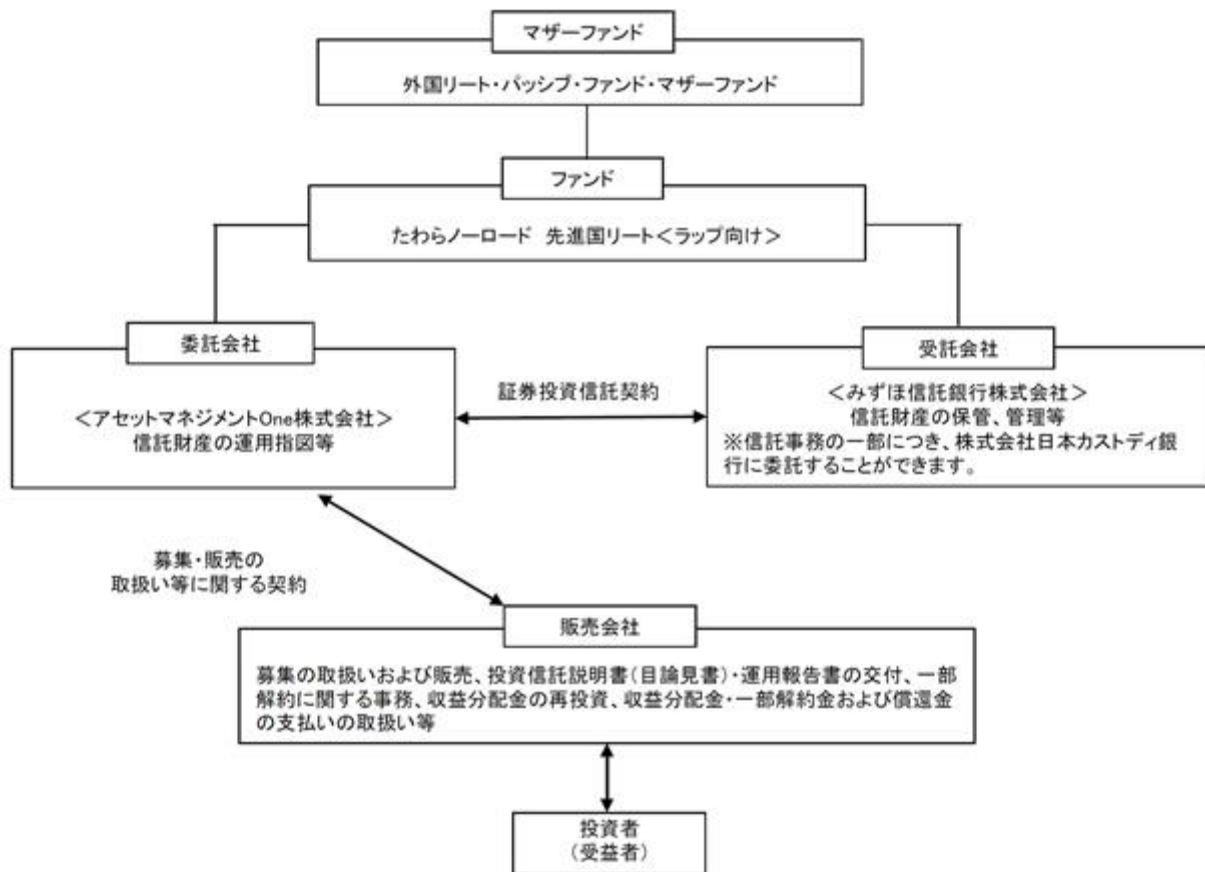 マザーファンド
外国リート・パッシブ・ファンド・マザーファンド
ファンド
たわらノーロード 先進国リート<ラップ向け>
委託会社
<アセットマネジメントOne株式会社>
信託財産の運用指図等
証券投資信託契約
受託会社
<みずほ信託銀行株式会社>
信託財産の保管、管理等
※信託事務の一部につき、株式会社日本カストディ銀
行に委託することができます。
募集・販売の
取扱い等に関する契約
販売会社
募集の取扱いおよび販売、投資信託説明書(目論見書)・運用報告書の交付、一部
解約に関する事務、収益分配金の再投資、収益分配金・一部解約金および償還金
の支払いの取扱い等
投資者
(受益者)